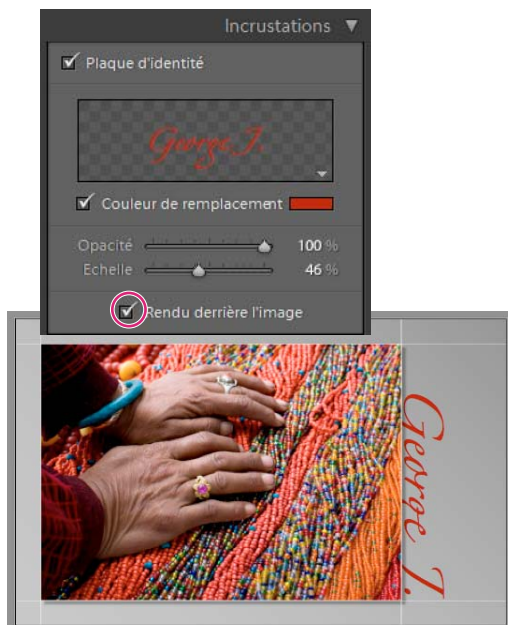 Incrustations
Plaque d'identité
George J.
Couleur de remplacement
Opacité 100 %
Echelle 46 %
Rendu derrière l'image
George J.